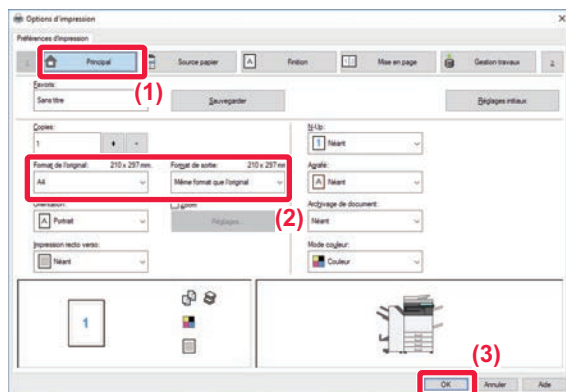 Options d'impression
Préférences d'impression
Principal
Source papier
Finition
Mise en page
Gestion travaux
(1)
Favoris:
Sans titre
Sauvegarder
Réglages initiaux
Copies:
1
+ -
N-Up:
1 Néant
Format de l'original: 210 x 297 mm.
A4
Format de sortie: 210 x 297 mm.
Même format que l'original
Agrafé:
Néant
(2)
Orientation:
A Portrait
Zoom
Réglages...
Archivage de document:
Néant
Impression recto verso:
Néant
Mode couleur:
Couleur
1
(3)
OK
Annuler
Aide